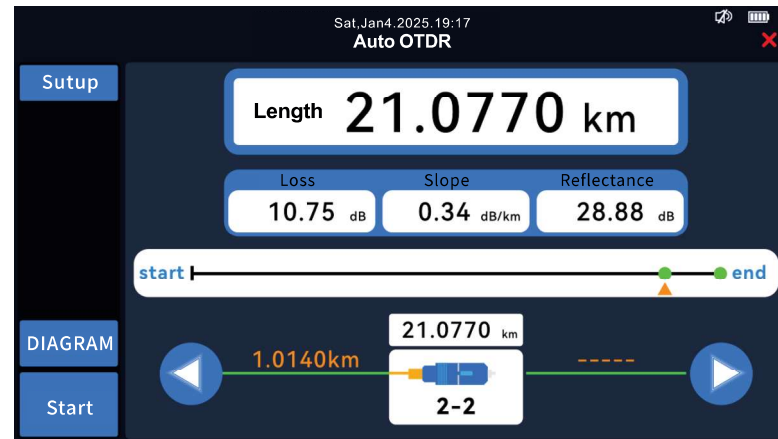 Sat,Jan4.2025.19:17
Auto OTDR
Sutup
Length 21.0770 km
Loss Slope Reflectance
10.75 dB 0.34 dB/km 28.88 dB
start end
DIAGRAM
21.0770 km
1.0140km -----
2-2
Start